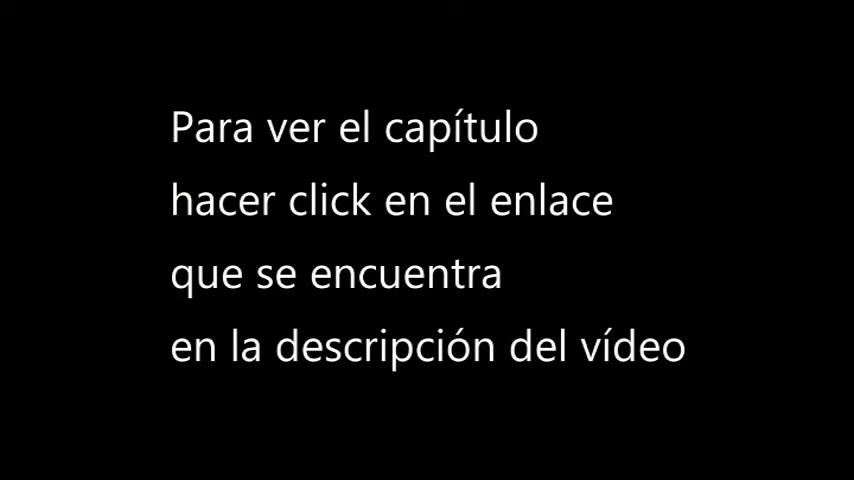 Para ver el capítulo
hacer click en el enlace
que se encuentra
en la descripción del vídeo